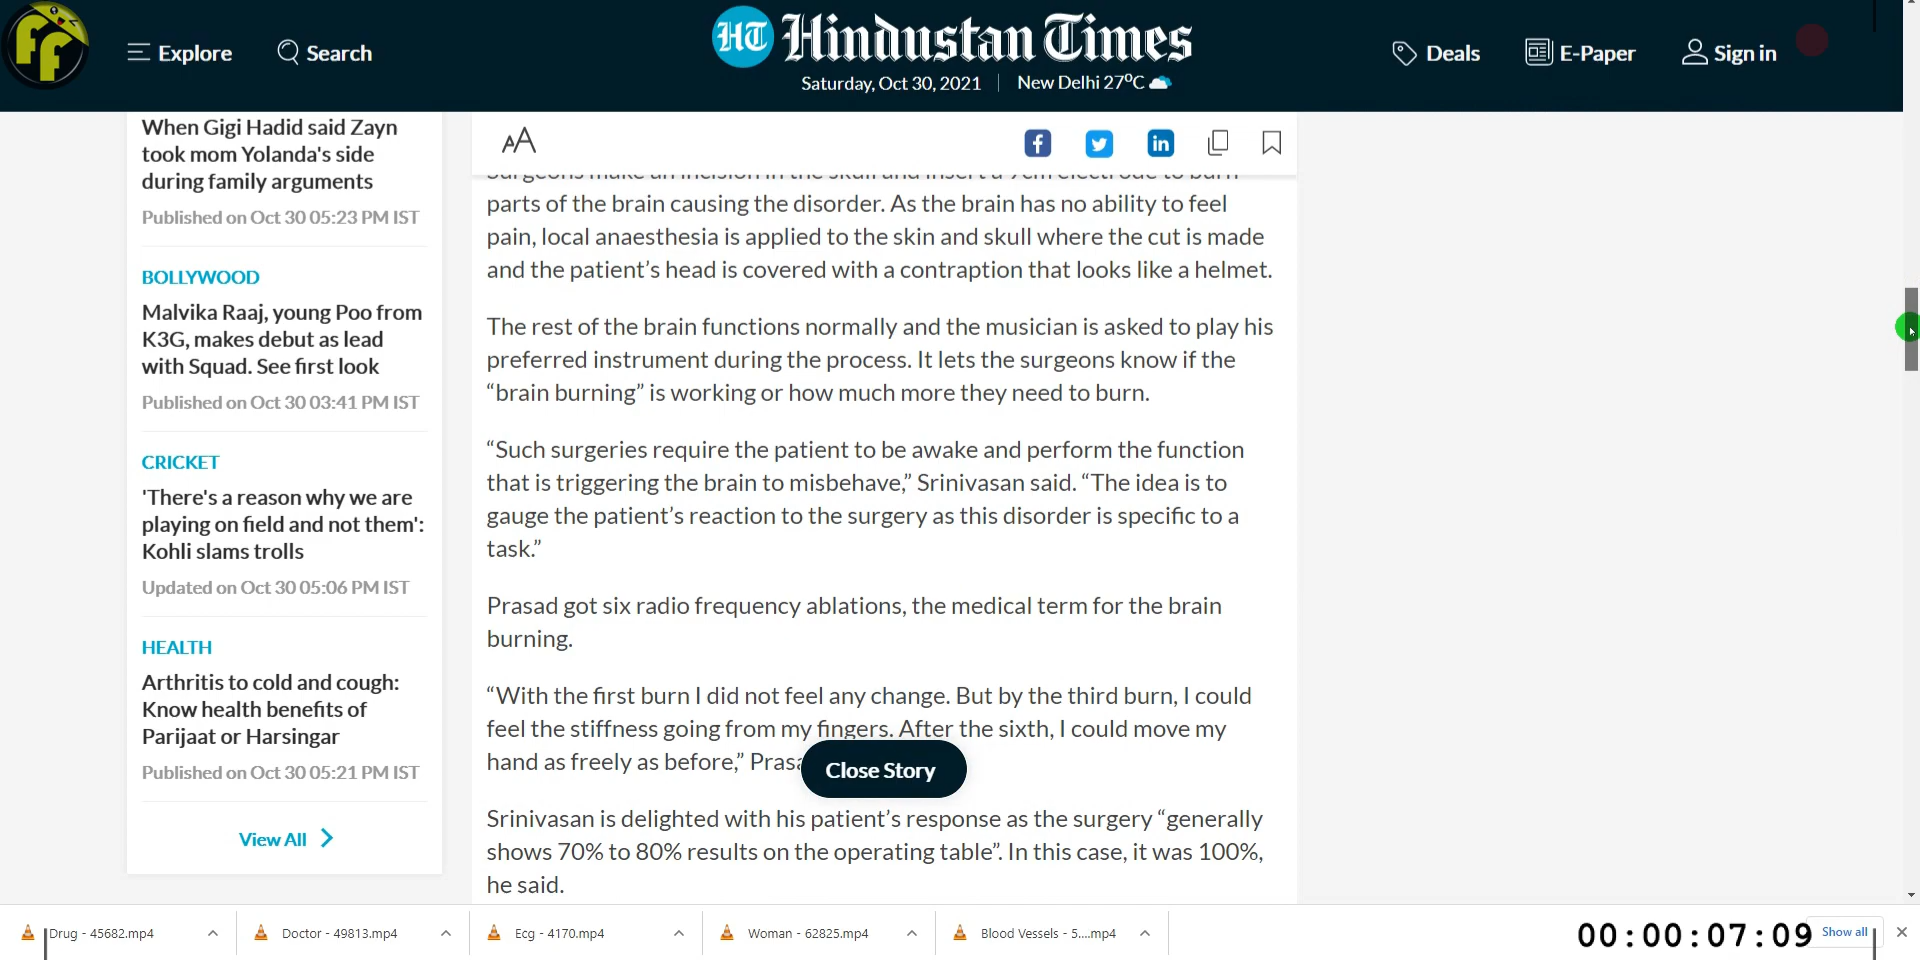 FF
Explore
Search
HT Hindustan Times
Saturday, Oct 30, 2021 | New Delhi 27°C
Deals
E-Paper
Sign in
When Gigi Hadid said Zayn
took mom Yolanda's side
during family arguments
Published on Oct 30 05:23 PM IST
BOLLYWOOD
Malvika Raaj, young Poo from
K3G, makes debut as lead
with Squad. See first look
Published on Oct 30 03:41 PM IST
CRICKET
'There's a reason why we are
playing on field and not them':
Kohli slams trolls
Updated on Oct 30 05:06 PM IST
HEALTH
Arthritis to cold and cough:
Know health benefits of
Parijaat or Harsingar
Published on Oct 30 05:21 PM IST
View All
AA
f
in
Surgeons make an incision in the skull and insert a 9cm electrode to burn
parts of the brain causing the disorder. As the brain has no ability to feel
pain, local anaesthesia is applied to the skin and skull where the cut is made
and the patient’s head is covered with a contraption that looks like a helmet.
The rest of the brain functions normally and the musician is asked to play his
preferred instrument during the process. It lets the surgeons know if the
“brain burning” is working or how much more they need to burn.
“Such surgeries require the patient to be awake and perform the function
that is triggering the brain to misbehave,” Srinivasan said. “The idea is to
gauge the patient’s reaction to the surgery as this disorder is specific to a
task.”
Prasad got six radio frequency ablations, the medical term for the brain
burning.
“With the first burn I did not feel any change. But by the third burn, I could
feel the stiffness going from my fingers. After the sixth, I could move my
hand as freely as before,”
Close Story
Srinivasan is delighted with his patient’s response as the surgery “generally
shows 70% to 80% results on the operating table”. In this case, it was 100%,
he said.
Drug - 45682.mp4
Doctor - 49813.mp4
Ecg - 4170.mp4
Woman - 62825.mp4
Blood Vessels - 5....mp4
00:00:07:09
Show all